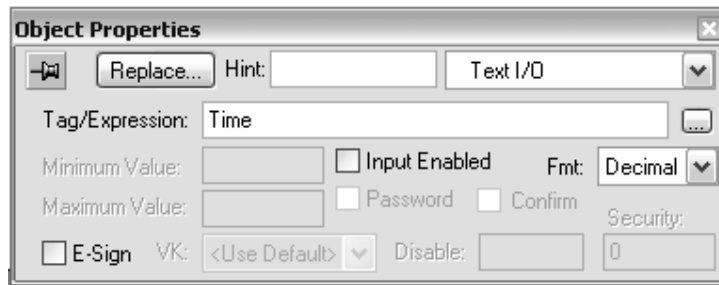 Object Properties
Replace... Hint: Text I/O
Tag/Expression: Time ...
Minimum Value: Input Enabled Fmt: Decimal
Maximum Value: Password Confirm Security:
E-Sign VK: <Use Default> Disable: 0